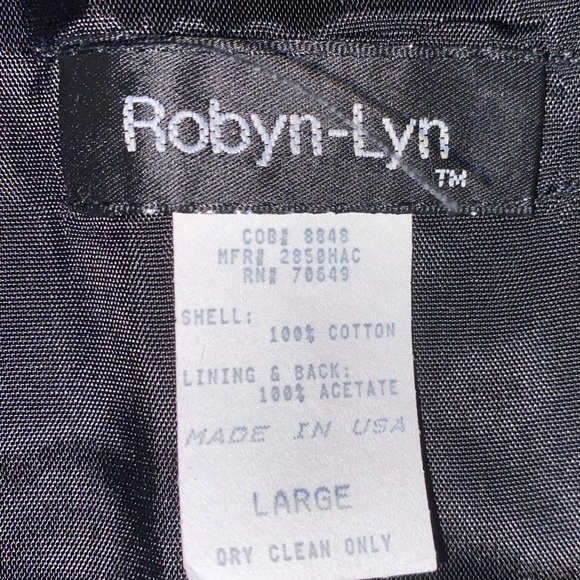 Robyn-Lyn
TM
COB# 8848
MFR# 2850HAC
RN# 70649
SHELL:
100% COTTON
LINING & BACK:
100% ACETATE
MADE IN USA
LARGE
DRY CLEAN ONLY